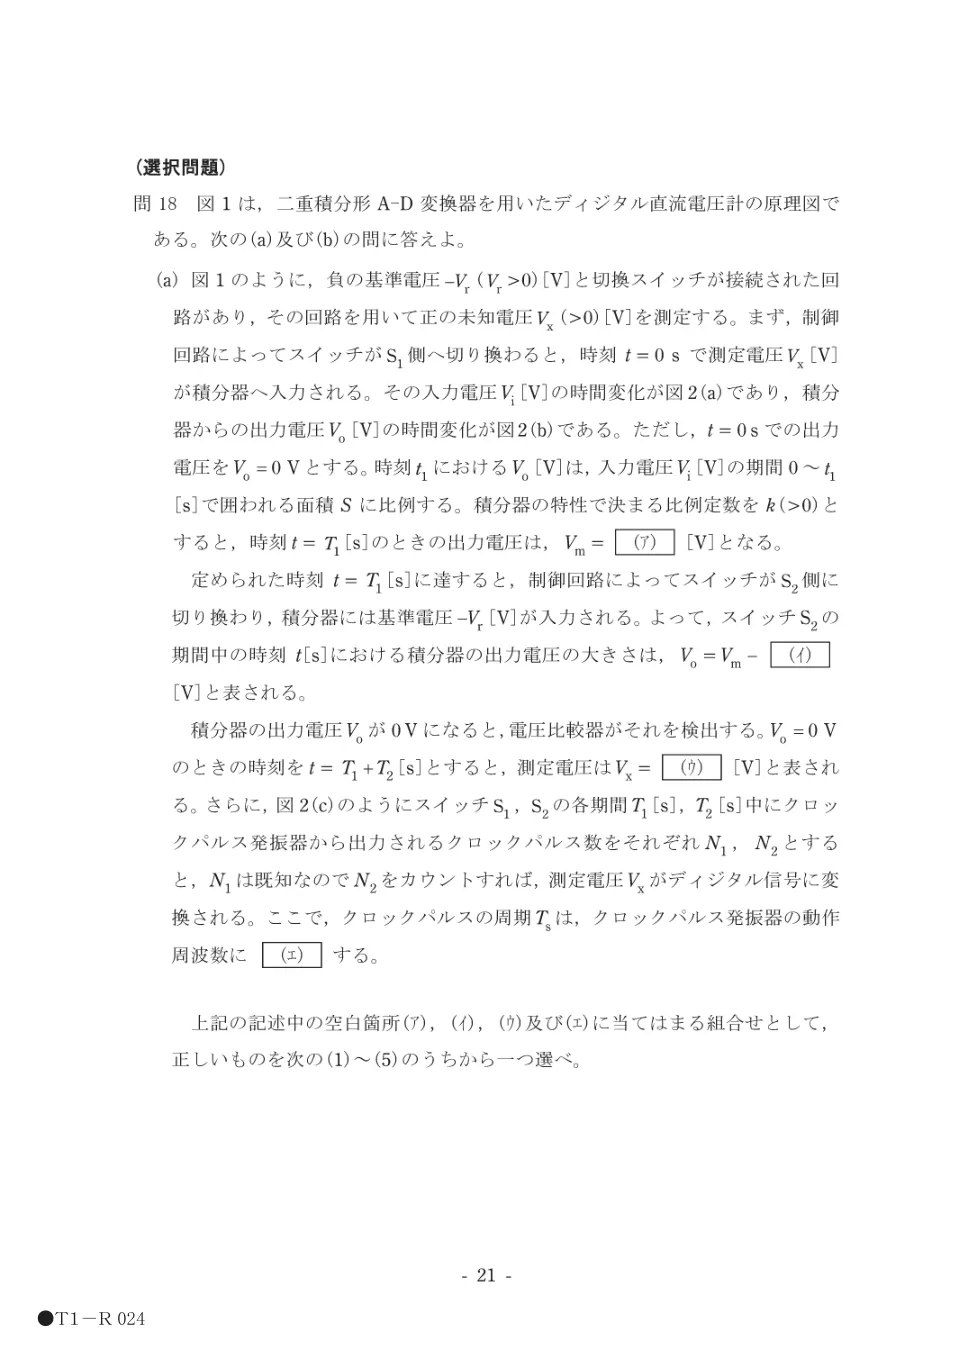 (選択問題)
問 18　図 1 は，二重積分形 A-D 変換器を用いたディジタル直流電圧計の原理図で
ある。次の(a)及び(b)の問に答えよ。
(a) 図 1 のように，負の基準電圧 –Vr ( Vr >0) [V]と切換スイッチが接続された回
路があり，その回路を用いて正の未知電圧 Vx (>0) [V]を測定する。まず，制御
回路によってスイッチが S1 側へ切り換わると，時刻 t = 0 s で測定電圧 Vx [V]
が積分器へ入力される。その入力電圧 Vi [V]の時間変化が図 2 (a)であり，積分
器からの出力電圧 Vo [V]の時間変化が図2(b)である。ただし，t = 0 s での出力
電圧を Vo = 0 V とする。時刻 t1 における Vo [V]は，入力電圧 Vi [V]の期間 0 ～ t1
[s]で囲われる面積 S に比例する。積分器の特性で決まる比例定数を k (>0) と
すると，時刻 t = T1 [s]のときの出力電圧は，Vm = (ア) [V]となる。
定められた時刻 t = T1 [s]に達すると，制御回路によってスイッチが S2 側に
切り換わり，積分器には基準電圧 –Vr [V]が入力される。よって，スイッチ S2 の
期間中の時刻 t[s]における積分器の出力電圧の大きさは，Vo = Vm − (イ)
[V]と表される。
積分器の出力電圧 Vo が 0 V になると，電圧比較器がそれを検出する。Vo = 0 V
のときの時刻を t = T1 + T2 [s]とすると，測定電圧は Vx = (ウ) [V]と表され
る。さらに，図 2 (c)のようにスイッチ S1，S2 の各期間 T1 [s]，T2 [s]中にクロッ
クパルス発振器から出力されるクロックパルス数をそれぞれ N1，N2 とする
と，N1 は既知なので N2 をカウントすれば，測定電圧 Vx がディジタル信号に変
換される。ここで，クロックパルスの周期 Ts は，クロックパルス発振器の動作
周波数に (エ) する。
上記の記述中の空白箇所(ア)，(イ)，(ウ)及び(エ)に当てはまる組合せとして，
正しいものを次の(1)～(5)のうちから一つ選べ。
- 21 -
●T1－R 024